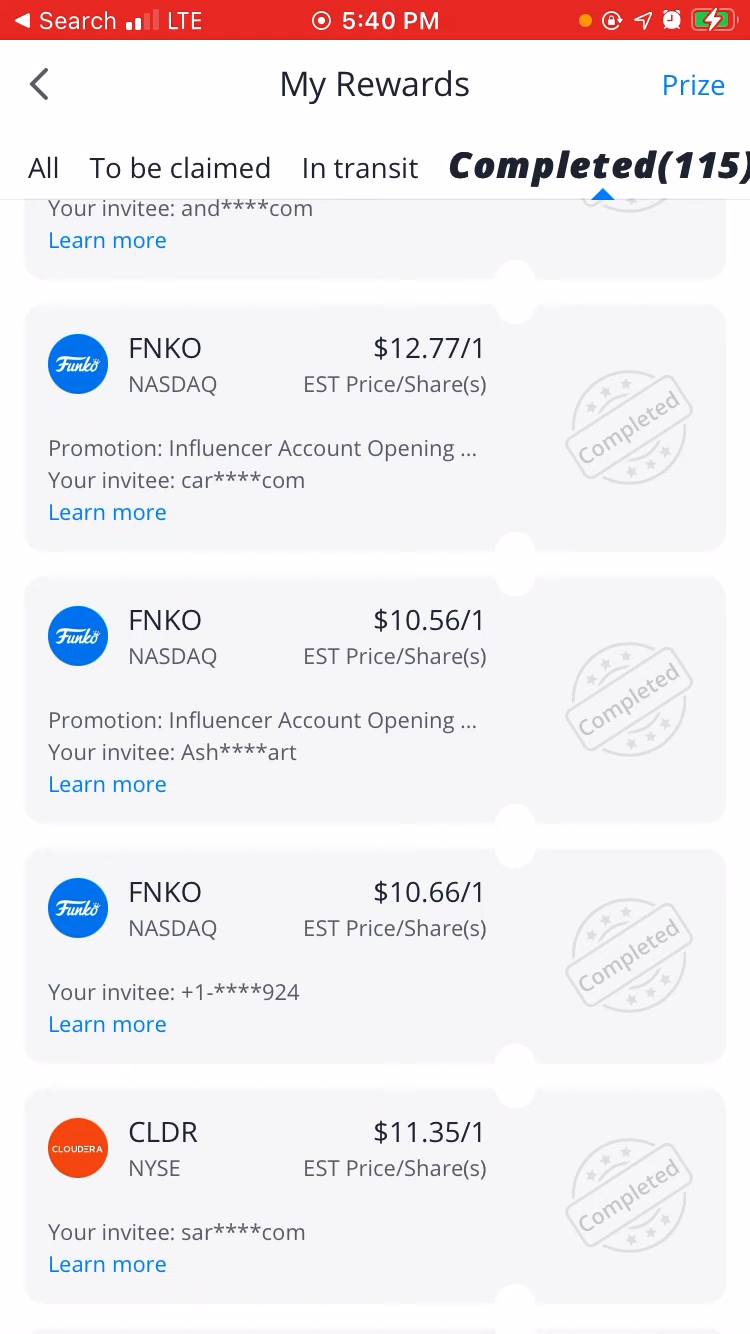 Search LTE 5:40 PM
My Rewards Prize
All To be claimed In transit Completed(115)
Your invitee: and****com
Learn more
Funko FNKO $12.77/1
NASDAQ EST Price/Share(s)
Completed
Promotion: Influencer Account Opening ...
Your invitee: car****com
Learn more
Funko FNKO $10.56/1
NASDAQ EST Price/Share(s)
Completed
Promotion: Influencer Account Opening ...
Your invitee: Ash****art
Learn more
Funko FNKO $10.66/1
NASDAQ EST Price/Share(s)
Completed
Your invitee: +1-****924
Learn more
CLOUDERA CLDR $11.35/1
NYSE EST Price/Share(s)
Completed
Your invitee: sar****com
Learn more